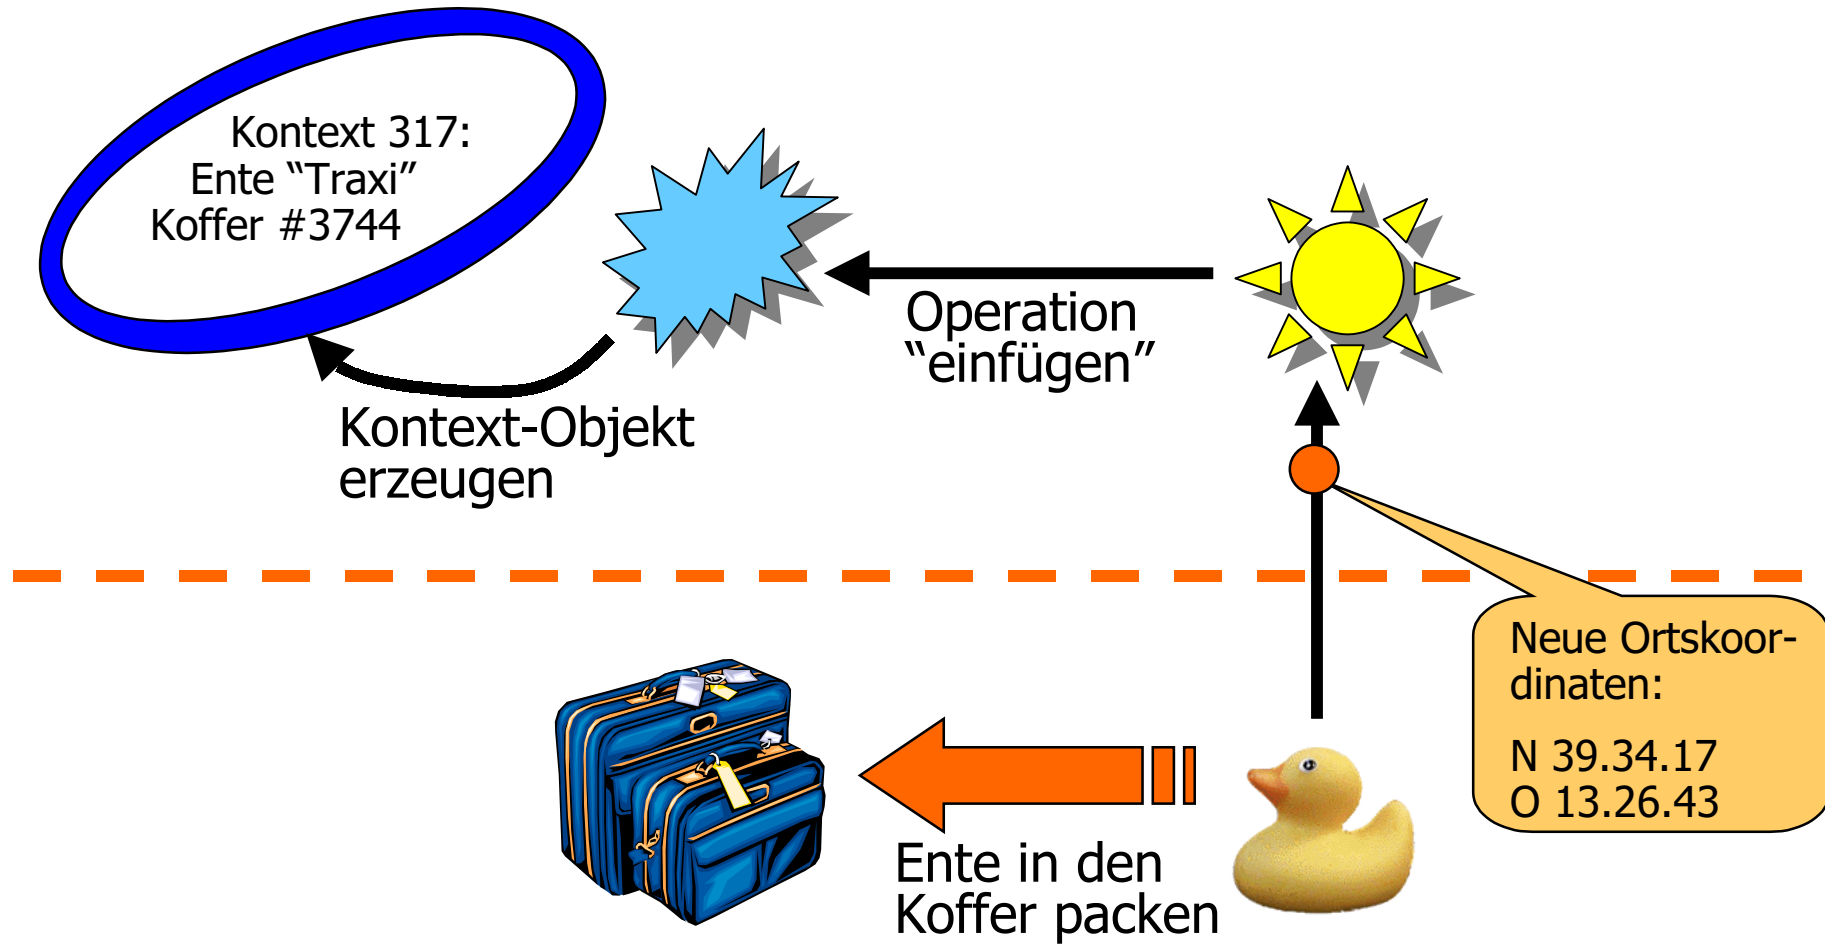 Kontext 317:
Ente “Traxi”
Koffer #3744
Operation
“einfügen”
Kontext-Objekt
erzeugen
Neue Ortskoor-
dinaten:
N 39.34.17
O 13.26.43
Ente in den
Koffer packen